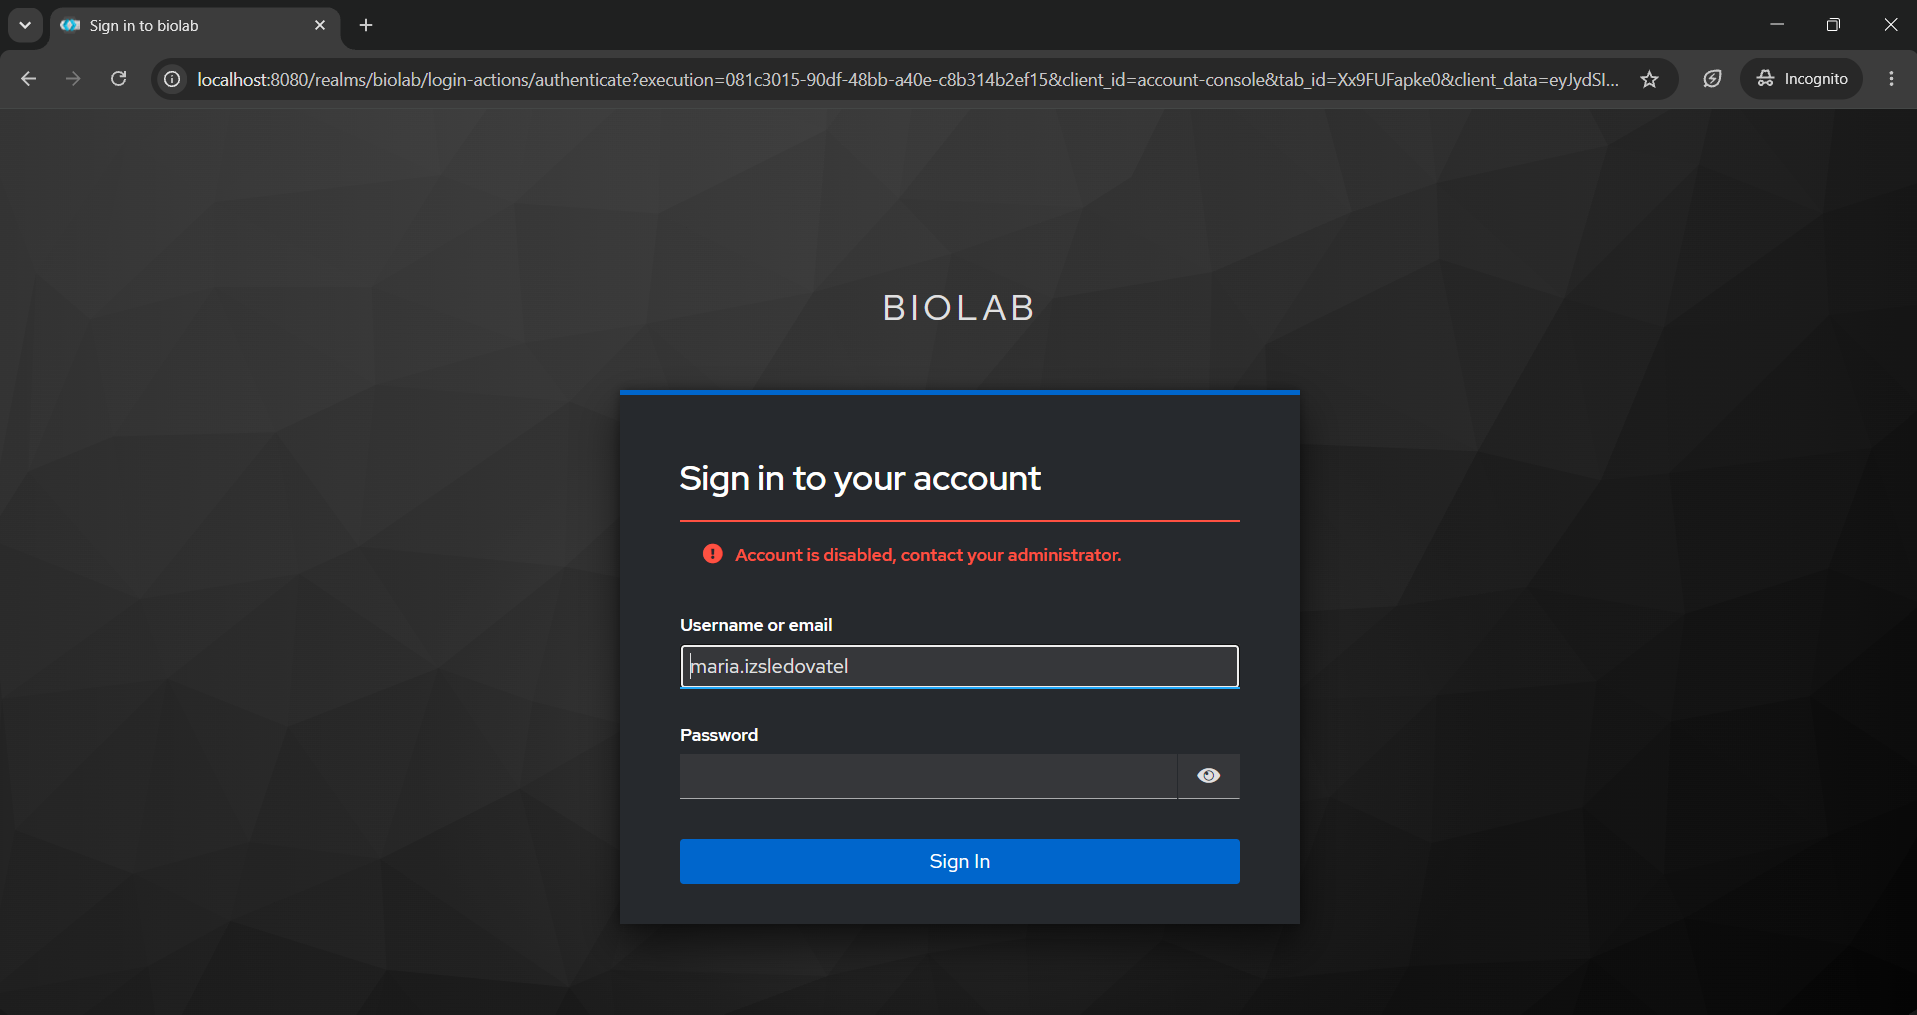 Sign in to biolab
localhost:8080/realms/biolab/login-actions/authenticate?execution=081c3015-90df-48bb-a40e-c8b314b2ef15&client_id=account-console&tab_id=Xx9FUFapke0&client_data=eyJydSI...
Incognito
BIOLAB
Sign in to your account
Account is disabled, contact your administrator.
Username or email
maria.izsledovatel
Password
Sign In